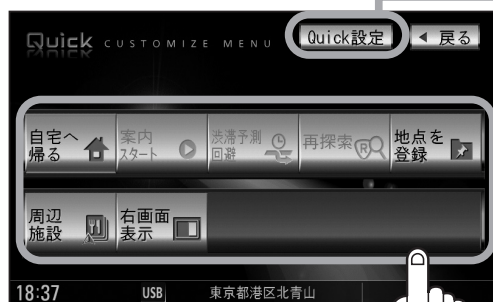 Quick CUSTOMIZE MENU
Quick設定
戻る
自宅へ
帰る
案内
スタート
渋滞予測
回避
再探索
R
地点を
登録
周辺
施設
右画面
表示
18:37
USB
東京都港区北青山